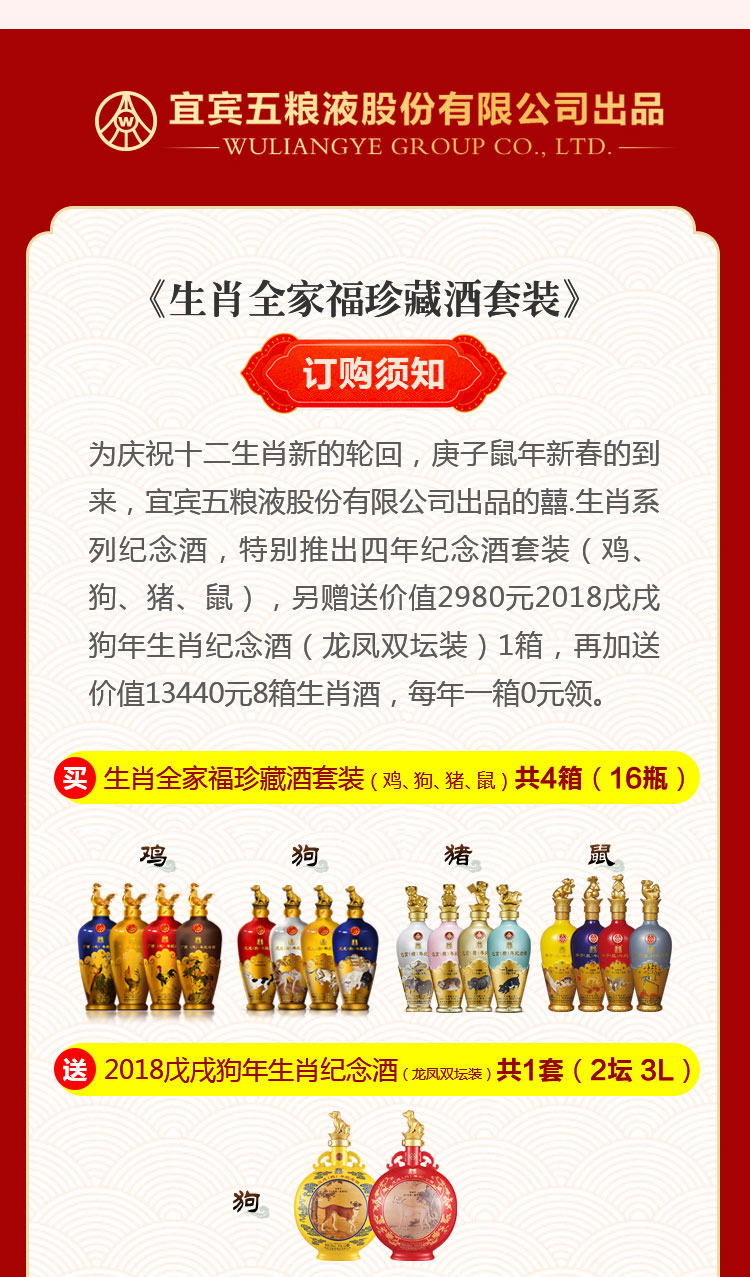 宜宾五粮液股份有限公司出品
WULIANGYE GROUP CO., LTD.
《生肖全家福珍藏酒套装》
订购须知
为庆祝十二生肖新的轮回，庚子鼠年新春的到
来，宜宾五粮液股份有限公司出品的囍.生肖系
列纪念酒，特别推出四年纪念酒套装（鸡、
狗、猪、鼠），另赠送价值2980元2018戊戌
狗年生肖纪念酒（龙凤双坛装）1箱，再加送
价值13440元8箱生肖酒，每年一箱0元领。
买 生肖全家福珍藏酒套装（鸡、狗、猪、鼠）共4箱（16瓶）
鸡 狗 猪 鼠
送 2018戊戌狗年生肖纪念酒（龙凤双坛装）共1套（2坛 3L）
狗